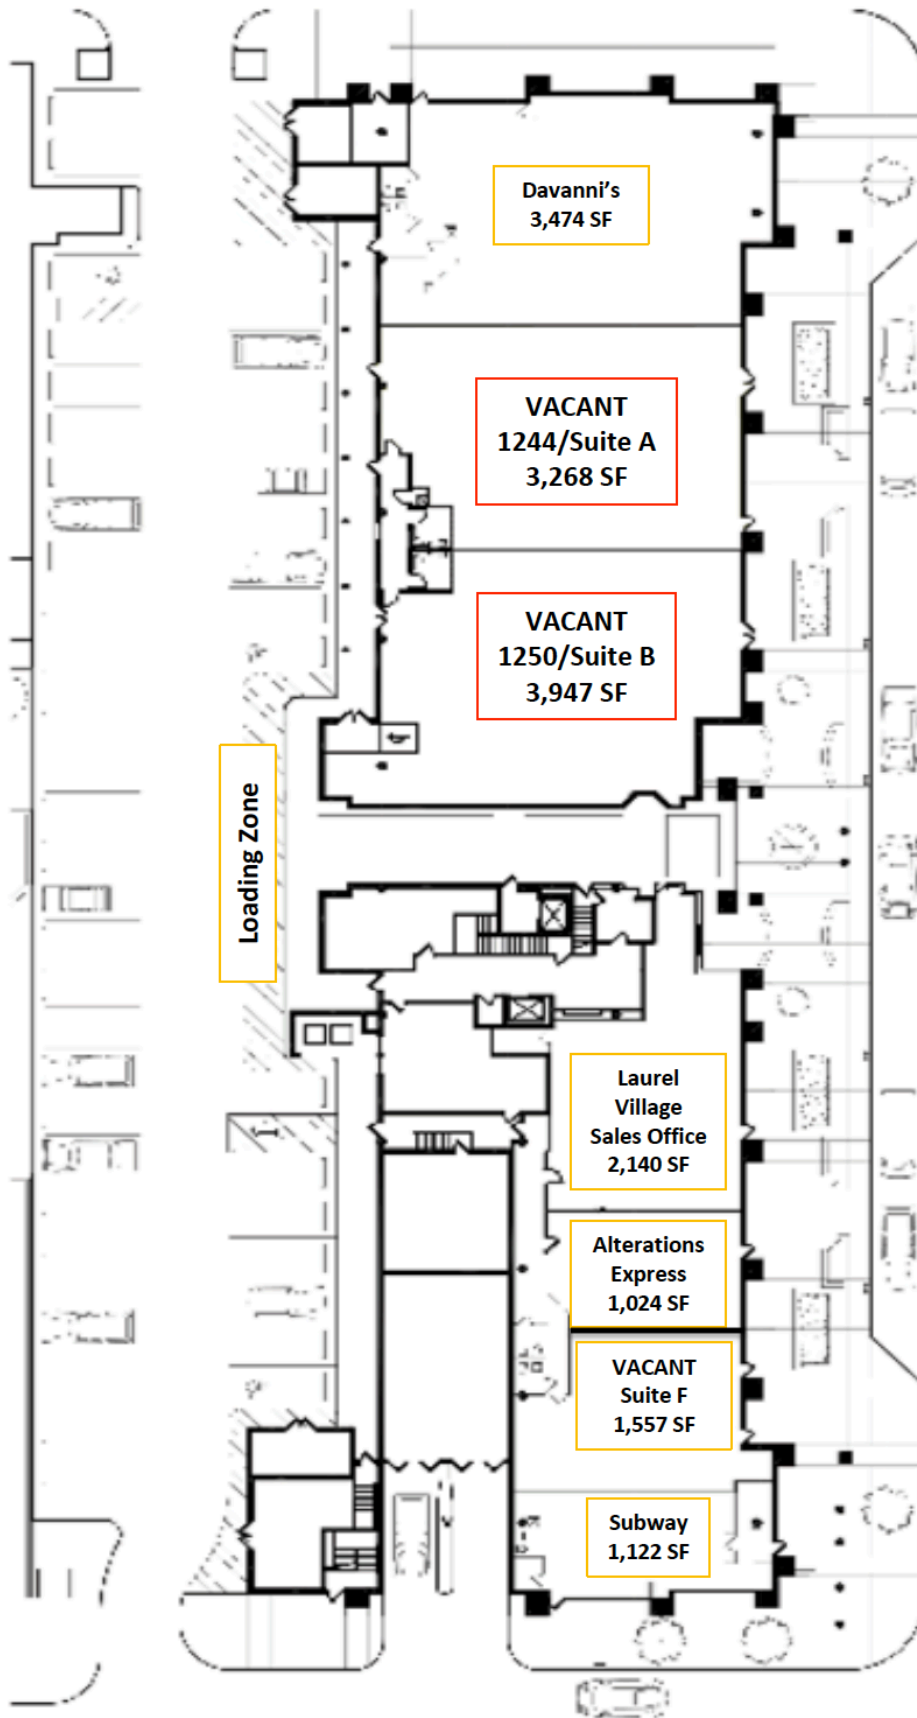 Davanni's
3,474 SF
VACANT
1244/Suite A
3,268 SF
VACANT
1250/Suite B
3,947 SF
Loading Zone
Laurel
Village
Sales Office
2,140 SF
Alterations
Express
1,024 SF
VACANT
Suite F
1,557 SF
Subway
1,122 SF